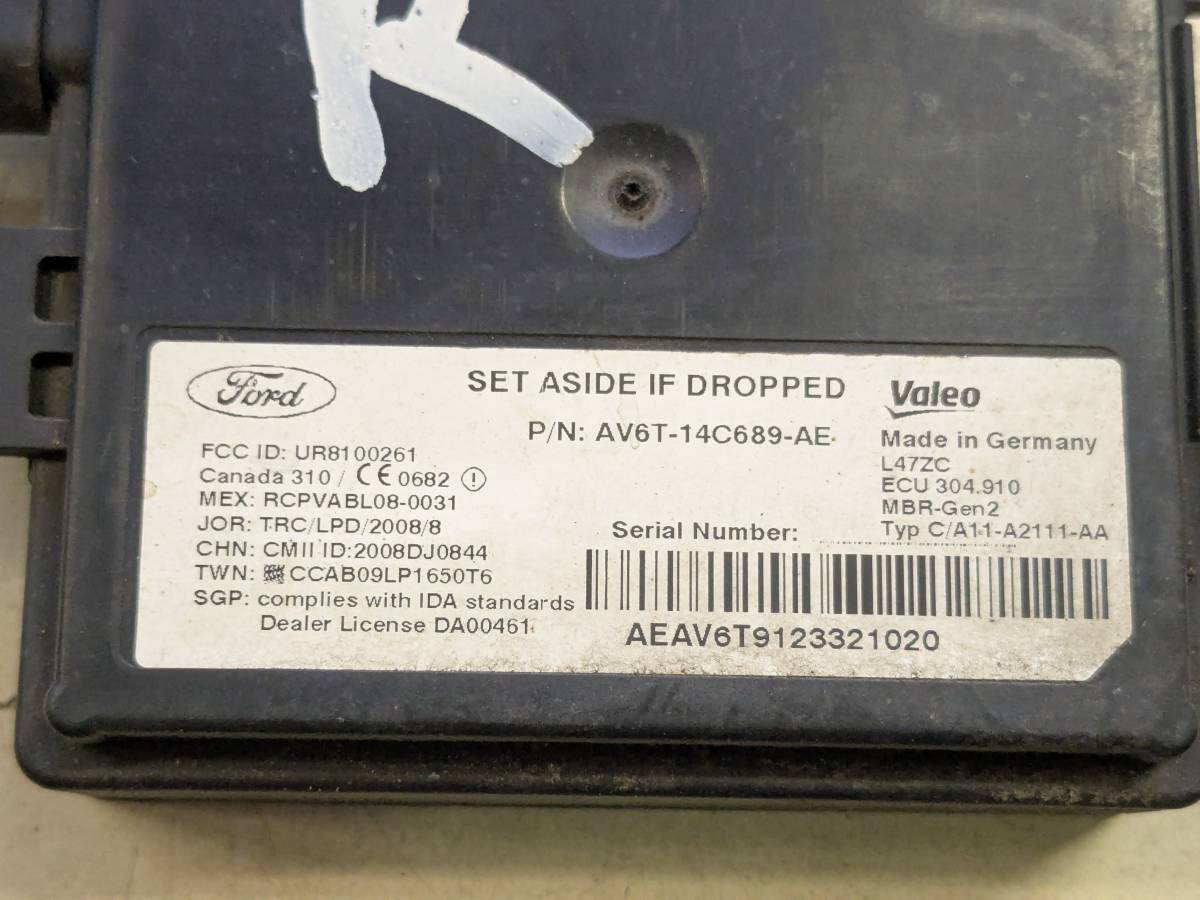 R
Ford
SET ASIDE IF DROPPED
Valeo
P/N: AV6T-14C689-AE
Made in Germany
L47ZC
ECU 304.910
MBR-Gen2
Typ C/A11-A2111-AA
FCC ID: UR8100261
Canada 310 / CE 0682
MEX: RCPVABL08-0031
JOR: TRC/LPD/2008/8
CHN: CMII ID:2008DJ0844
TWN: CCAB09LP1650T6
SGP: complies with IDA standards
Dealer License DA00461
Serial Number:
AEAV6T9123321020